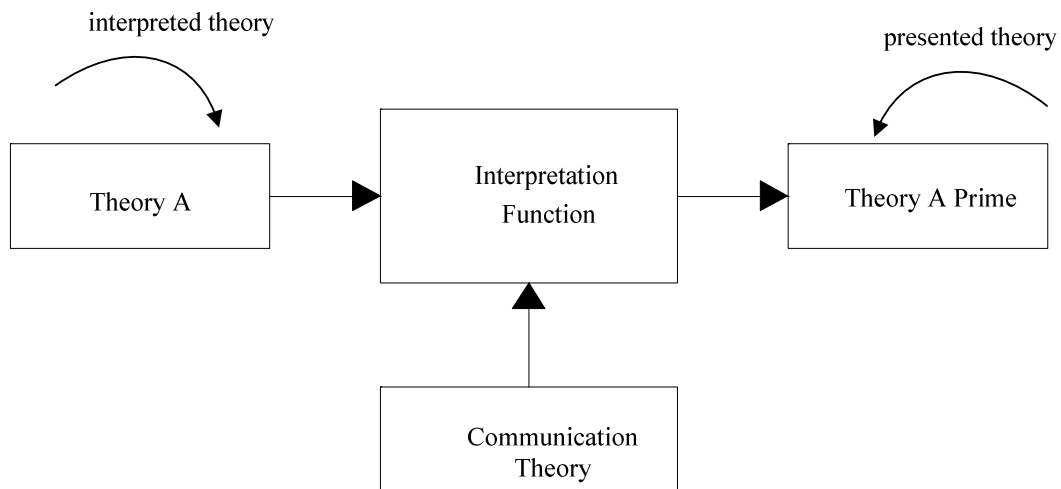 interpreted theory
presented theory
Theory A
Interpretation
Function
Theory A Prime
Communication
Theory